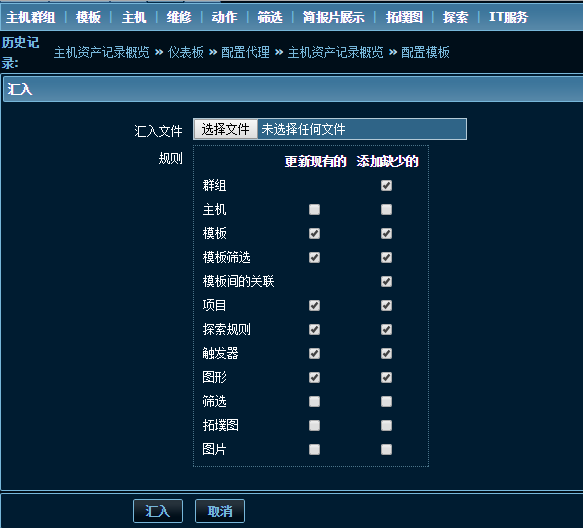 主机群组 | 模板 | 主机 | 维修 | 动作 | 筛选 | 简报片展示 | 拓墣图 | 探索 | IT服务
历史记录: 主机资产记录概览 » 仪表板 » 配置代理 » 主机资产记录概览 » 配置模板
汇入
汇入文件 选择文件 未选择任何文件
规则 更新现有的 添加缺少的
群组
主机
模板
模板筛选
模板间的关联
项目
探索规则
触发器
图形
筛选
拓墣图
图片
汇入 取消